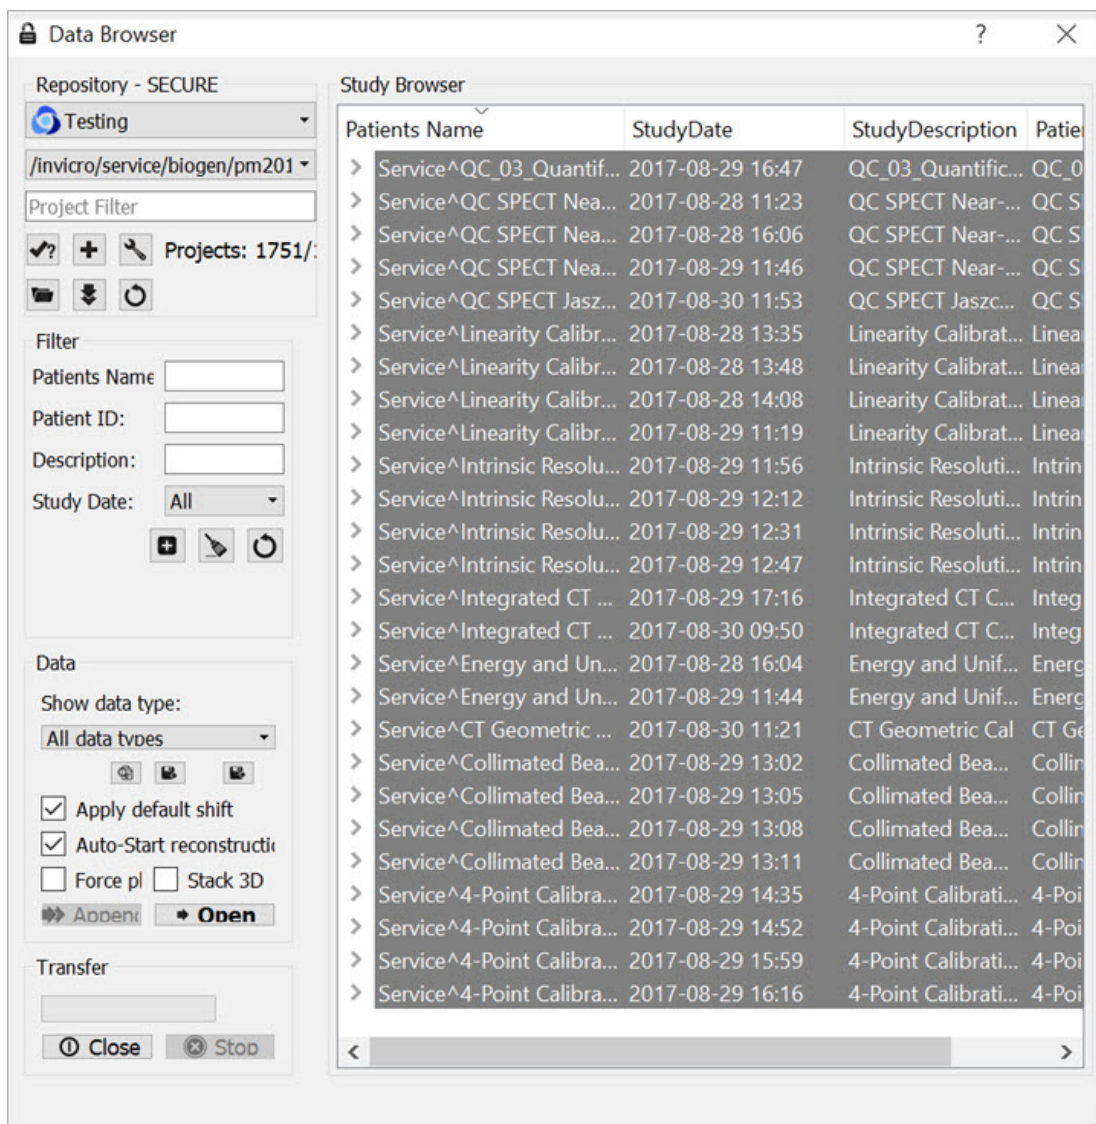 Data Browser ?
Repository - SECURE
Testing
/invicro/service/biogen/pm201
Project Filter
Projects: 1751/
Filter
Patients Name
Patient ID:
Description:
Study Date: All
Data
Show data type:
All data types
Apply default shift
Auto-Start reconstructi
Force pl Stack 3D
Append Open
Transfer
Close Stop
Study Browser
Patients Name StudyDate StudyDescription Patie
Service^QC_03_Quantif... 2017-08-29 16:47 QC_03_Quantific... QC_0
Service^QC SPECT Nea... 2017-08-28 11:23 QC SPECT Near-... QC S
Service^QC SPECT Nea... 2017-08-28 16:06 QC SPECT Near-... QC S
Service^QC SPECT Nea... 2017-08-29 11:46 QC SPECT Near-... QC S
Service^QC SPECT Jasz... 2017-08-30 11:53 QC SPECT Jaszc... QC S
Service^Linearity Calibr... 2017-08-28 13:35 Linearity Calibrat... Linea
Service^Linearity Calibr... 2017-08-28 13:48 Linearity Calibrat... Linea
Service^Linearity Calibr... 2017-08-28 14:08 Linearity Calibrat... Linea
Service^Linearity Calibr... 2017-08-29 11:19 Linearity Calibrat... Linea
Service^Intrinsic Resolu... 2017-08-29 11:56 Intrinsic Resoluti... Intrin
Service^Intrinsic Resolu... 2017-08-29 12:12 Intrinsic Resoluti... Intrin
Service^Intrinsic Resolu... 2017-08-29 12:31 Intrinsic Resoluti... Intrin
Service^Intrinsic Resolu... 2017-08-29 12:47 Intrinsic Resoluti... Intrin
Service^Integrated CT ... 2017-08-29 17:16 Integrated CT C... Integ
Service^Integrated CT ... 2017-08-30 09:50 Integrated CT C... Integ
Service^Energy and Un... 2017-08-28 16:04 Energy and Unif... Energ
Service^Energy and Un... 2017-08-29 11:44 Energy and Unif... Energ
Service^CT Geometric ... 2017-08-30 11:21 CT Geometric Cal CT Ge
Service^Collimated Bea... 2017-08-29 13:02 Collimated Bea... Collin
Service^Collimated Bea... 2017-08-29 13:05 Collimated Bea... Collin
Service^Collimated Bea... 2017-08-29 13:08 Collimated Bea... Collin
Service^Collimated Bea... 2017-08-29 13:11 Collimated Bea... Collin
Service^4-Point Calibra... 2017-08-29 14:35 4-Point Calibrati... 4-Poi
Service^4-Point Calibra... 2017-08-29 14:52 4-Point Calibrati... 4-Poi
Service^4-Point Calibra... 2017-08-29 15:59 4-Point Calibrati... 4-Poi
Service^4-Point Calibra... 2017-08-29 16:16 4-Point Calibrati... 4-Poi